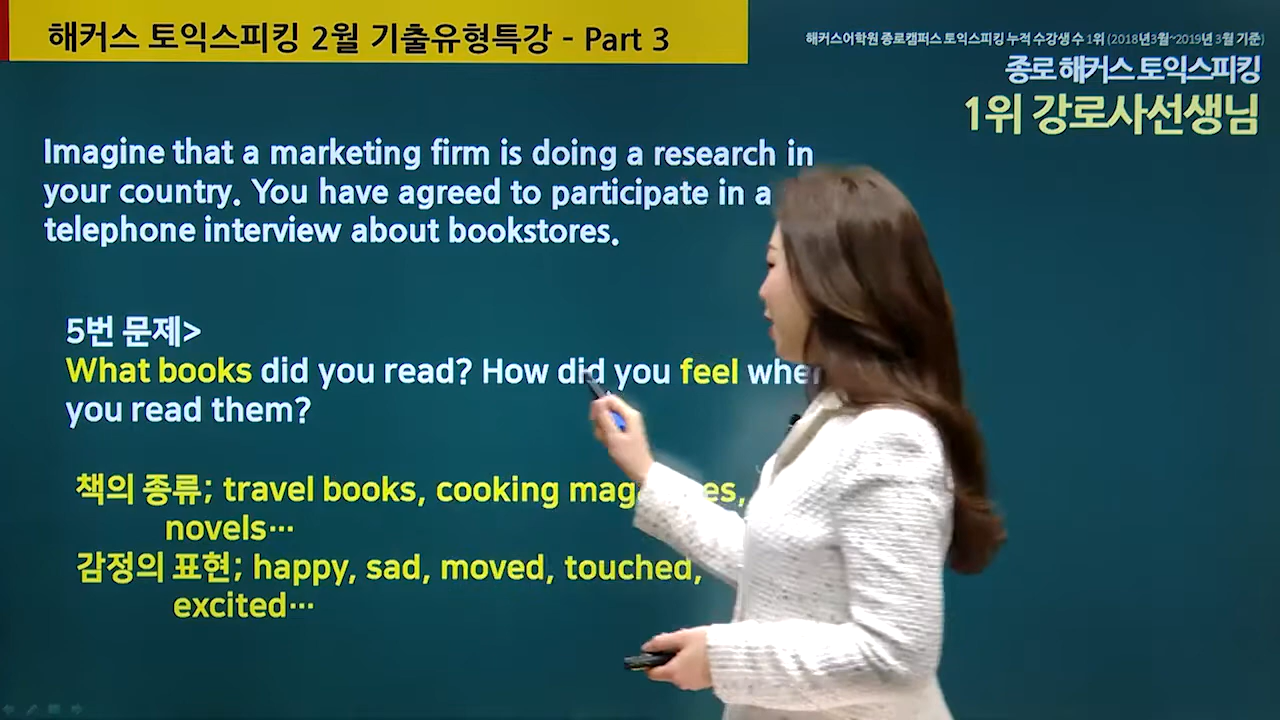 해커스 토익스피킹 2월 기출유형특강 - Part 3
해커스어학원 종로캠퍼스 토익스피킹 누적 수강생 수 1위 (2018년3월~2019년 3월 기준)
종로 해커스 토익스피킹
1위 강로사선생님
Imagine that a marketing firm is doing a research in
your country. You have agreed to participate in a
telephone interview about bookstores.
5번 문제>
What books did you read? How did you feel
you read them?
책의 종류; travel books, cooking
novels…
감정의 표현; happy, sad, moved, touched,
excited…